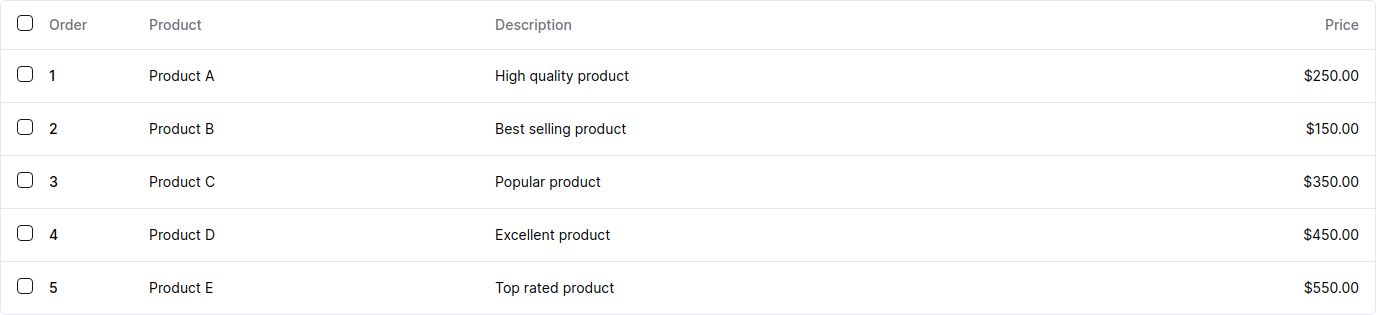 Order Product Description Price
1 Product A High quality product $250.00
2 Product B Best selling product $150.00
3 Product C Popular product $350.00
4 Product D Excellent product $450.00
5 Product E Top rated product $550.00